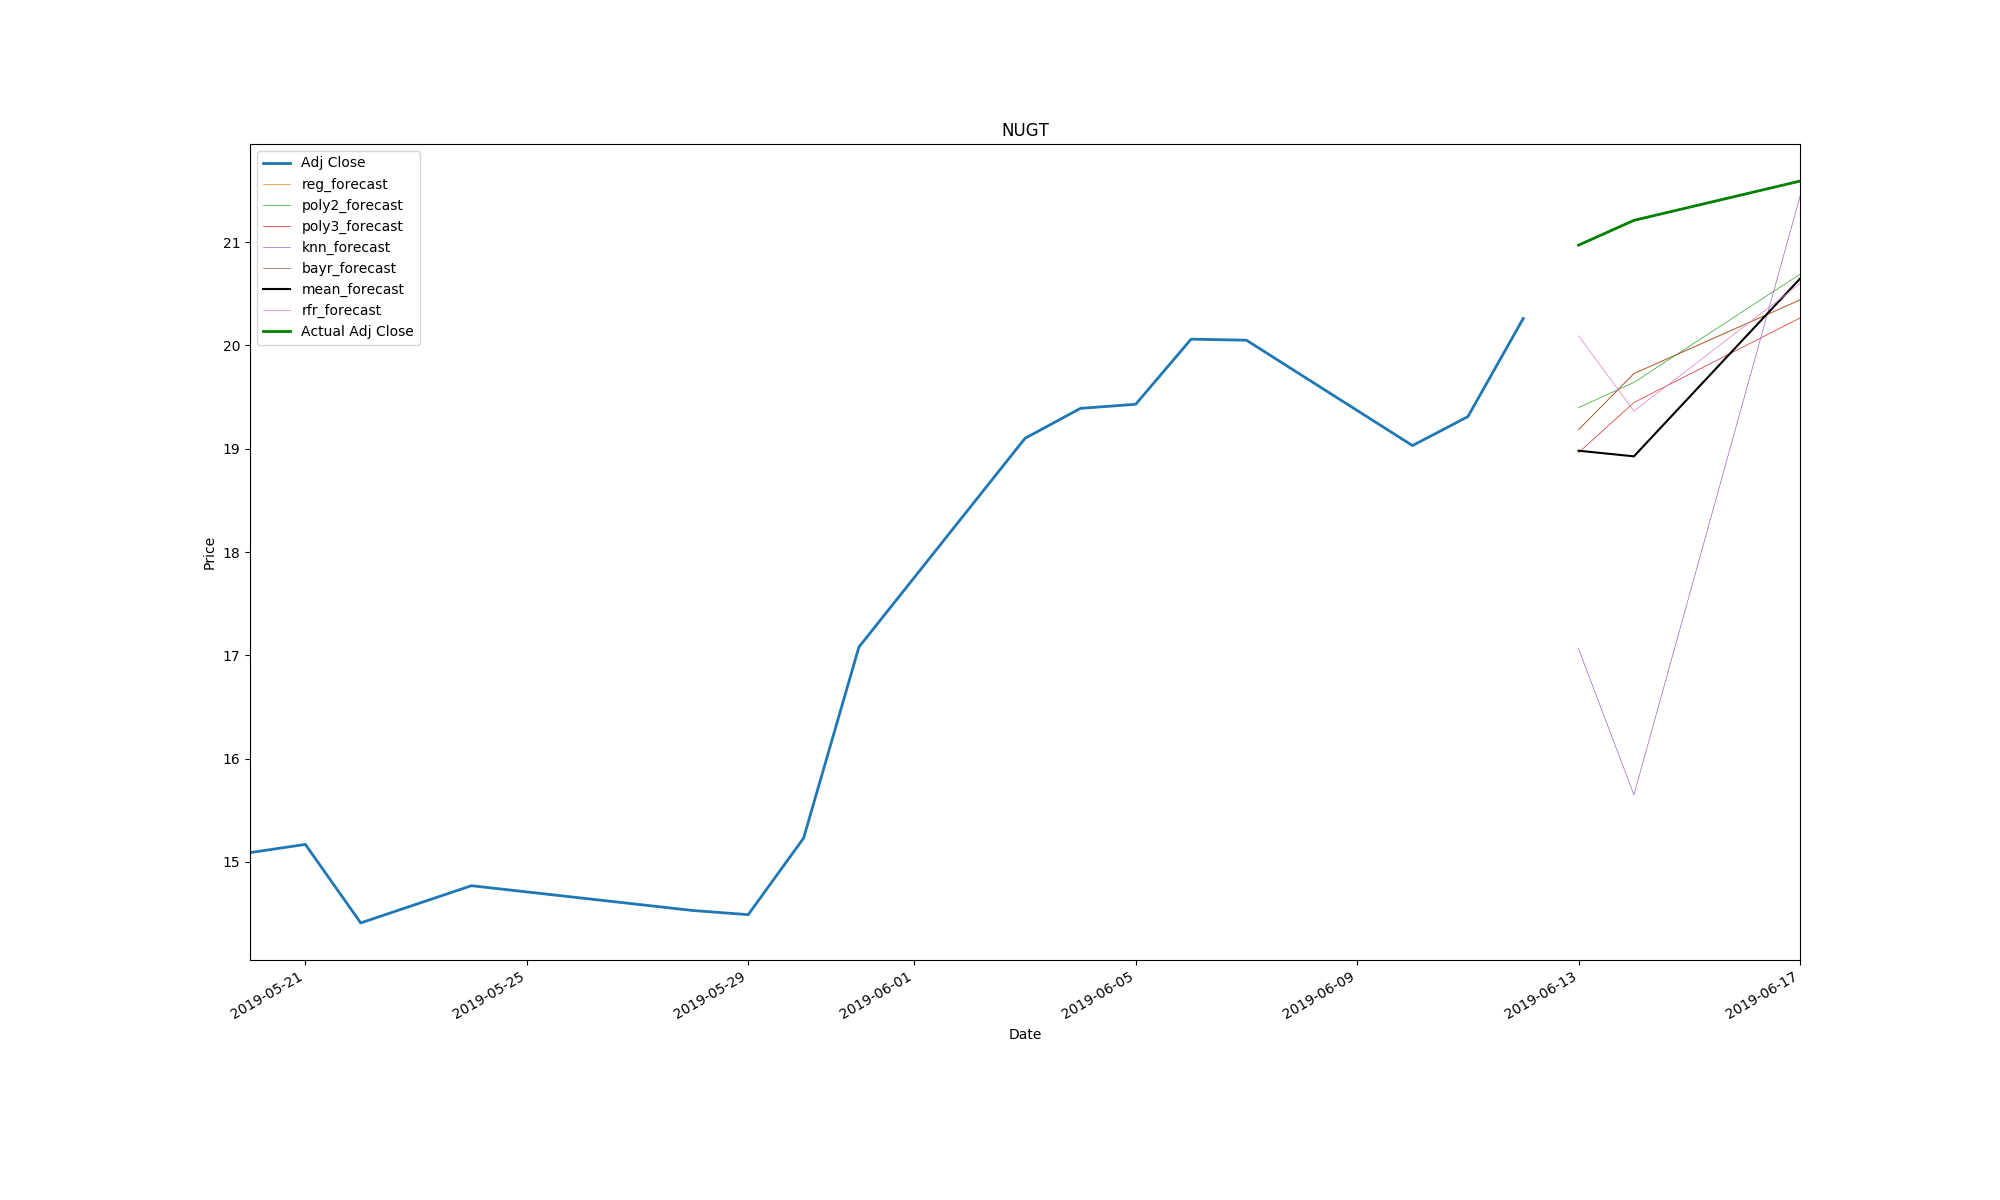 NUGT
Adj Close
reg_forecast
poly2_forecast
poly3_forecast
knn_forecast
bayr_forecast
mean_forecast
rfr_forecast
Actual Adj Close
21
20
19
18
17
16
15
Price
2019-05-21
2019-05-25
2019-05-29
2019-06-01
2019-06-05
2019-06-09
2019-06-13
2019-06-17
Date